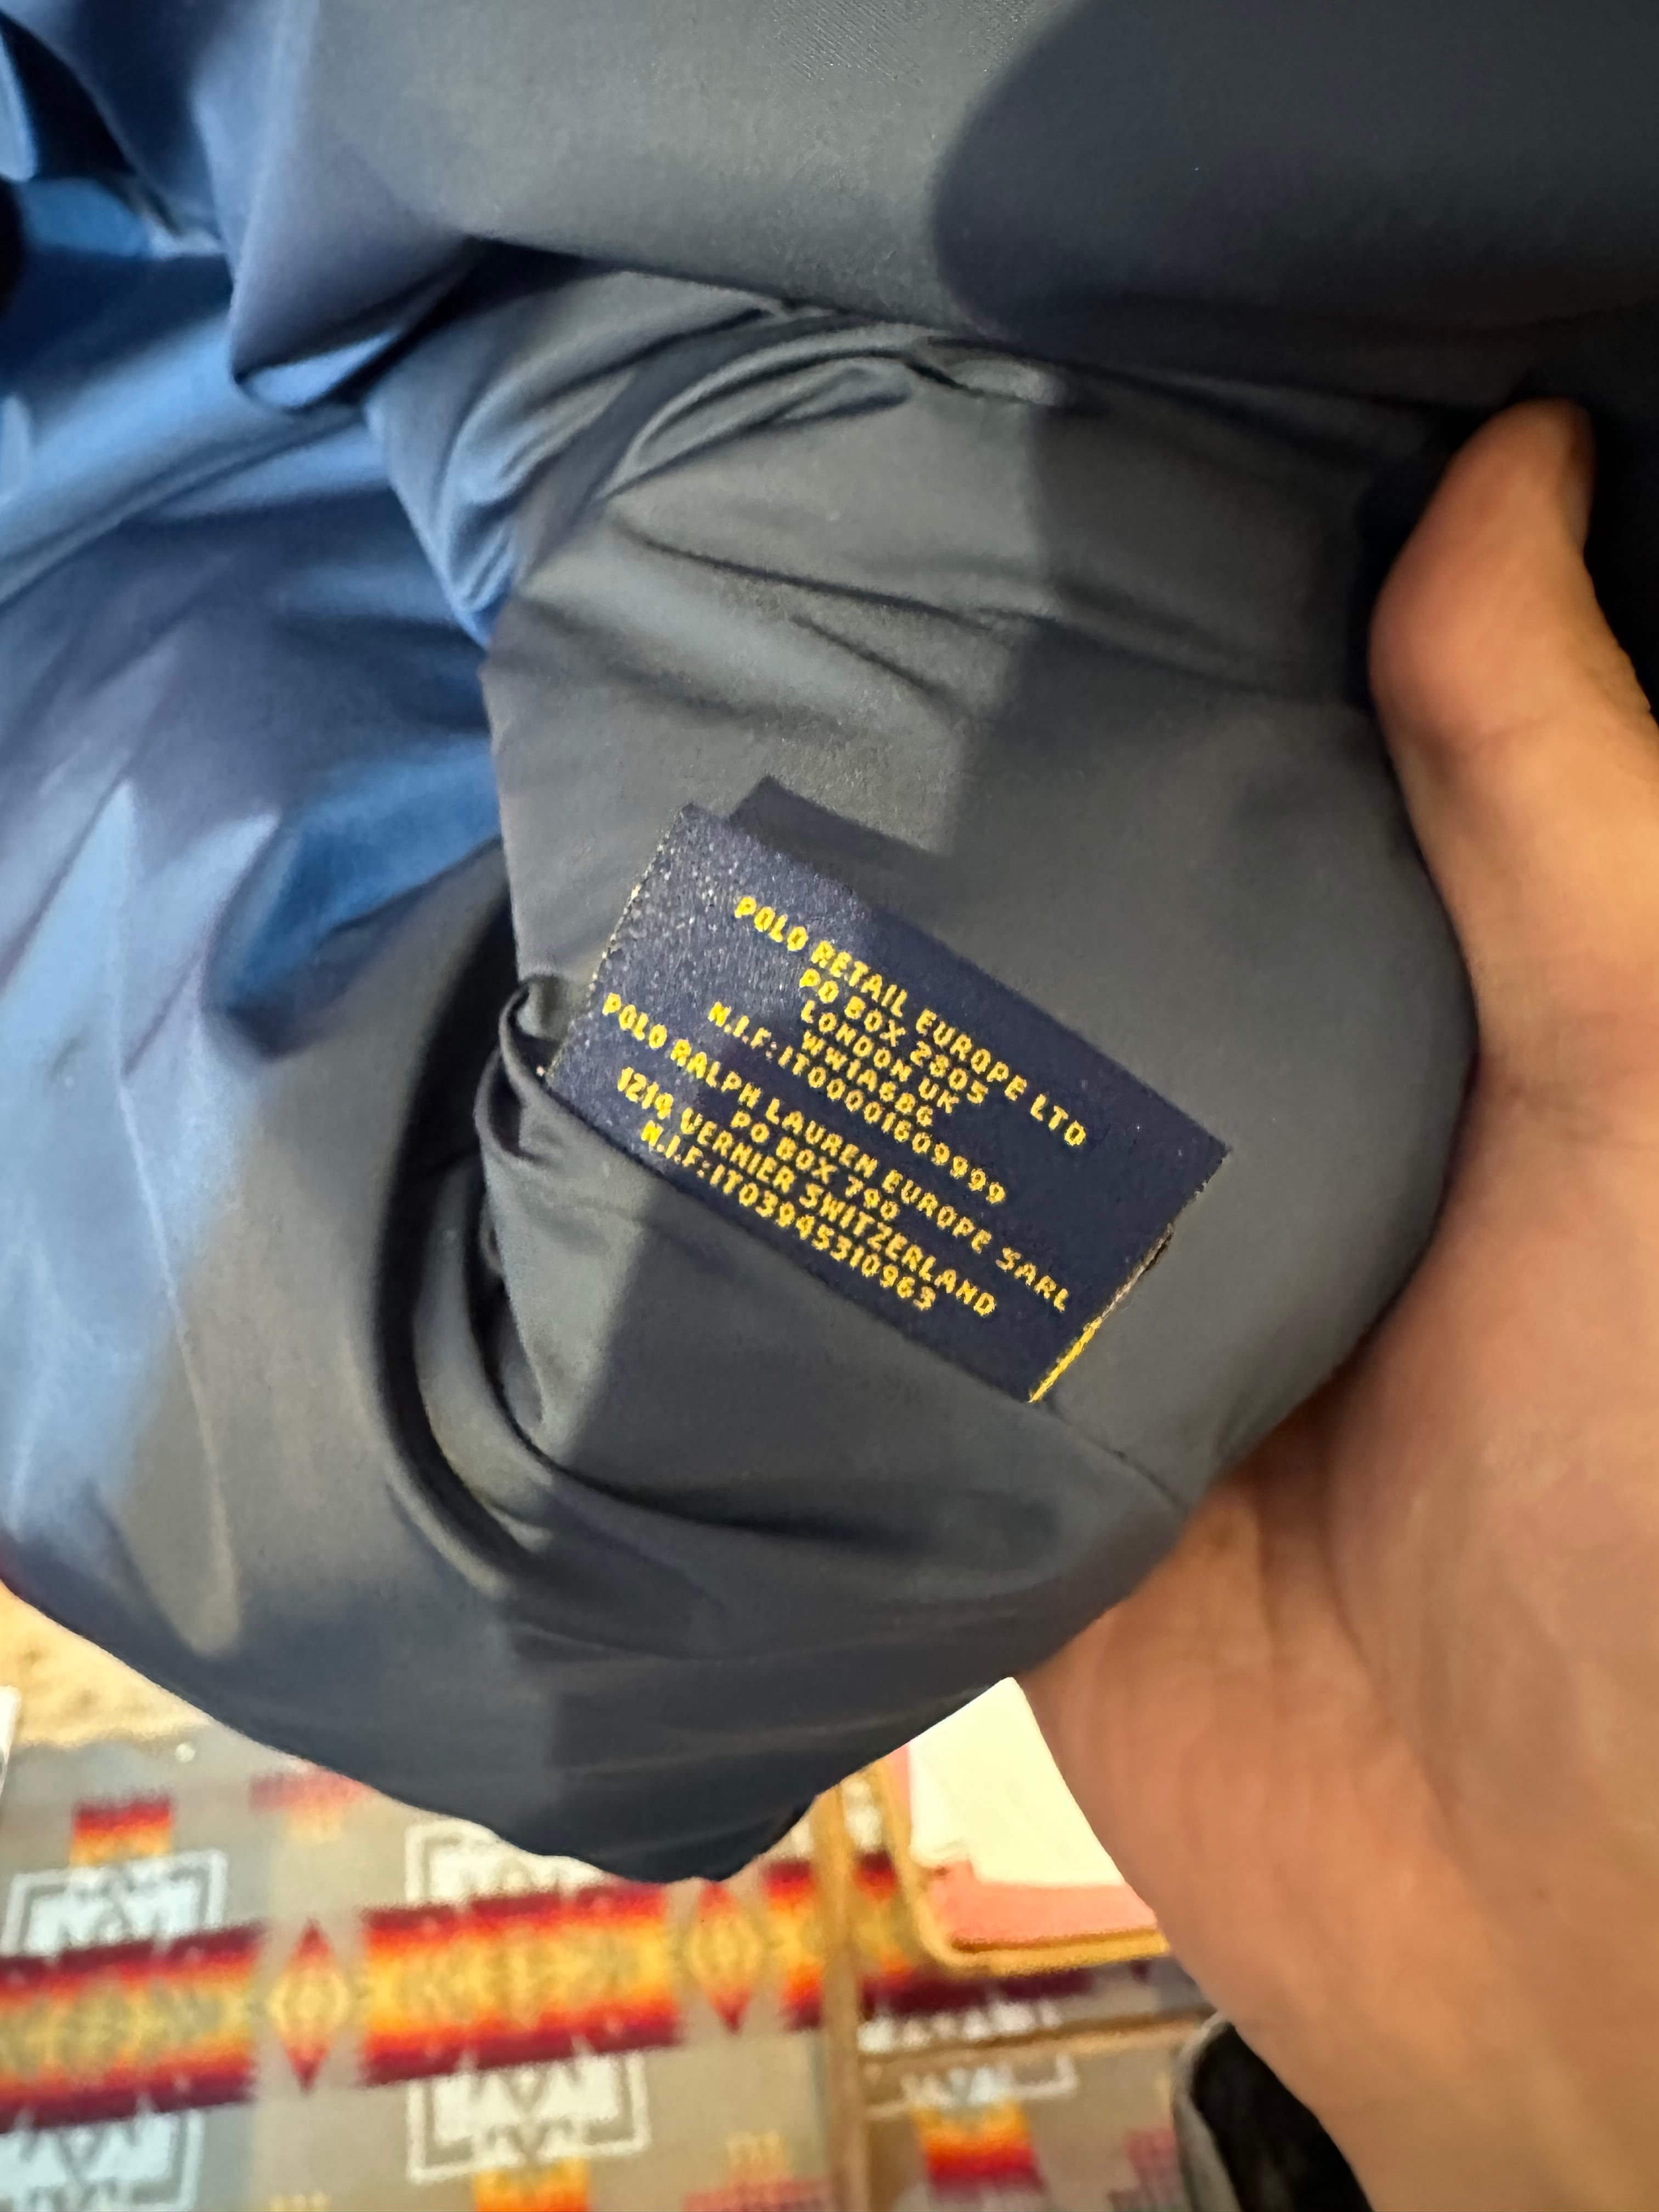 POLO RETAIL EUROPE LTD
PO BOX 2805
LONDON UK
WW1A686
N.I.F:IT00001609999
POLO RALPH LAUREN EUROPE SARL
PO BOX 790
1214 VERNIER SWITZERLAND
N.I.F:IT03945310963